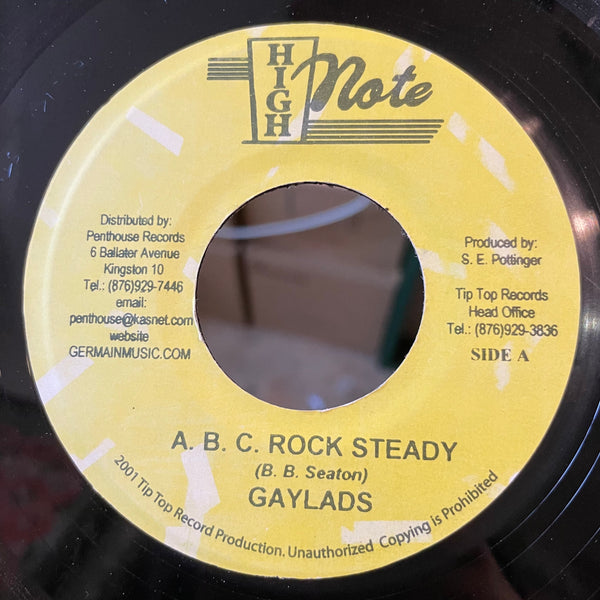 HIGH Note
Distributed by:
Penthouse Records
6 Ballater Avenue
Kingston 10
Tel.: (876)929-7446
email:
penthouse@kasnet.com
website
GERMAINMUSIC.COM
Produced by:
S. E. Pottinger
Tip Top Records
Head Office
Tel.: (876)929-3836
SIDE A
A. B. C. ROCK STEADY
(B. B. Seaton)
GAYLADS
2001 Tip Top Record Production. Unauthorized Copying is Prohibited